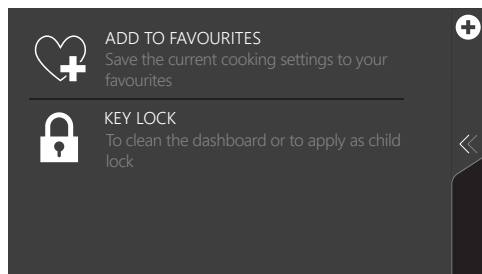 ADD TO FAVOURITES
Save the current cooking settings to your
favourites
KEY LOCK
To clean the dashboard or to apply as child
lock